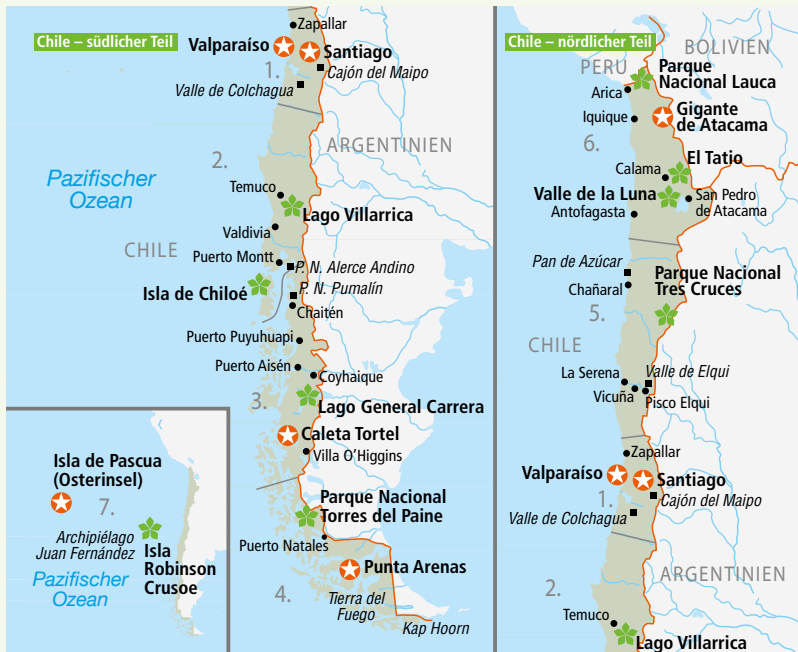 Chile – südlicher Teil
Zapallar
Valparaíso
Santiago
1.
Cajón del Maipo
Valle de Colchagua
ARGENTINIEN
2.
Pazifischer
Ozean
Temuco
Lago Villarrica
Valdivia
CHILE
Puerto Montt
P. N. Alerce Andino
Isla de Chiloé
P. N. Pumalín
Chaitén
Puerto Puyuhuapi
Puerto Aisén
Coyhaique
3.
Lago General Carrera
Caleta Tortel
Villa O’Higgins
Parque Nacional
Torres del Paine
Puerto Natales
Punta Arenas
4.
Tierra del
Fuego
Kap Hoorn
Isla de Pascua
(Osterinsel)
7.
Archipiélago
Juan Fernández
Isla
Robinson
Crusoe
Pazifischer
Ozean
Chile – nördlicher Teil
BOLIVIEN
PERU
Parque
Nacional Lauca
Arica
Gigante
de Atacama
Iquique
6.
El Tatio
Calama
Valle de la Luna
San Pedro
de Atacama
Antofagasta
Pan de Azúcar
Parque Nacional
Tres Cruces
Chañaral
5.
CHILE
La Serena
Valle de Elqui
Vicuña
Pisco Elqui
Zapallar
Valparaíso
Santiago
1.
Cajón del Maipo
Valle de Colchagua
ARGENTINIEN
2.
Temuco
Lago Villarrica